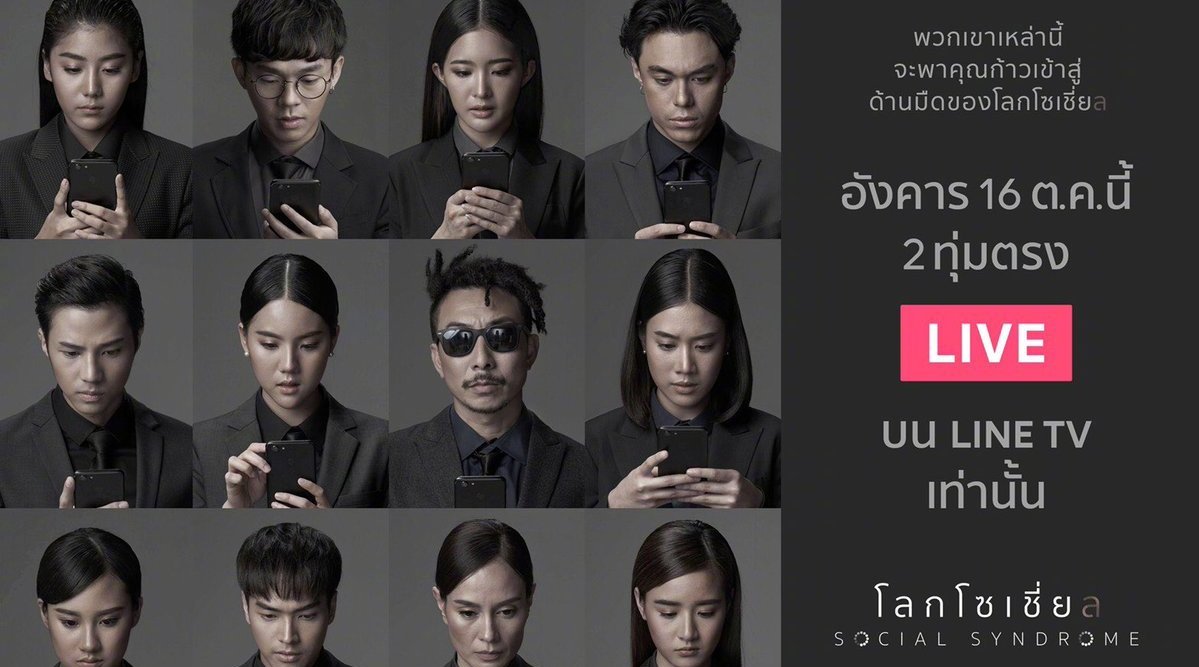 พวกเขาเหล่านี้
จะพาคุณก้าวเข้าสู่
ด้านมืดของโลกโซเชี่ยล
อังคาร 16 ต.ค.นี้
2 ทุ่มตรง
LIVE
บน LINE TV
เท่านั้น
โลกโซเชี่ยล
SOCIAL SYNDROME